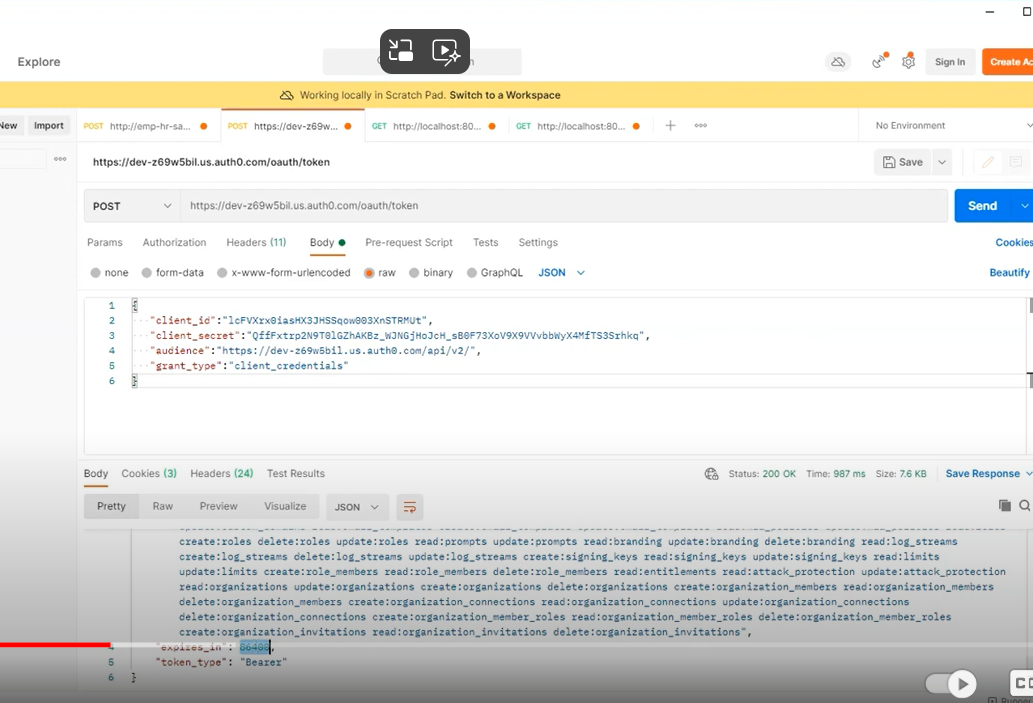 Explore
Sign In
Create Ac
Working locally in Scratch Pad. Switch to a Workspace
New
Import
POST http://emp-hr-sa...
POST https://dev-z69w...
GET http://localhost:80...
GET http://localhost:80...
No Environment
https://dev-z69w5bil.us.auth0.com/oauth/token
Save
POST
https://dev-z69w5bil.us.auth0.com/oauth/token
Send
Params Authorization Headers (11) Body Pre-request Script Tests Settings
Cookies
none form-data x-www-form-urlencoded raw binary GraphQL JSON
Beautify
1 {
2 "client_id":"lcFVXrx0iasHX3JHSSqow003XnSTRMUt",
3 "client_secret":"QffFxtrp2N9T0lGZhAKBz_WJNGjHoJcH_sB0F73XoV9X9VVvbbWyX4MfTS3Srhkq",
4 "audience":"https://dev-z69w5bil.us.auth0.com/api/v2/",
5 "grant_type":"client_credentials"
6 }
Body Cookies (3) Headers (24) Test Results
Status: 200 OK Time: 987 ms Size: 7.6 KB Save Response
Pretty Raw Preview Visualize JSON
create:roles delete:roles update:roles read:prompts update:prompts read:branding update:branding delete:branding read:log_streams
create:log_streams delete:log_streams update:log_streams create:signing_keys read:signing_keys update:signing_keys read:limits
update:limits create:role_members read:role_members delete:role_members read:entitlements read:attack_protection update:attack_protection
read:organizations update:organizations create:organizations delete:organizations create:organization_members read:organization_members
delete:organization_members create:organization_connections read:organization_connections update:organization_connections
delete:organization_connections create:organization_member_roles read:organization_member_roles delete:organization_member_roles
create:organization_invitations read:organization_invitations delete:organization_invitations",
4 "expires_in": 86400,
5 "token_type": "Bearer"
6 }